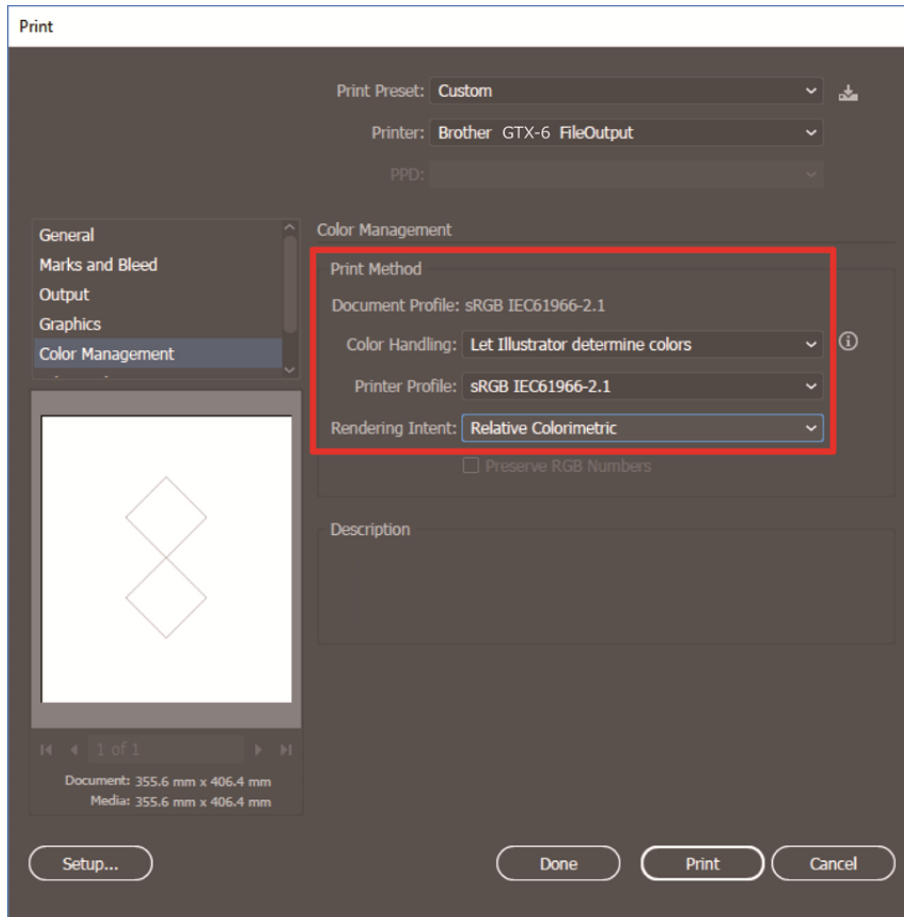 Print
Print Preset: Custom
Printer: Brother GTX-6 FileOutput
PPD:
General
Marks and Bleed
Output
Graphics
Color Management
Color Management
Print Method
Document Profile: sRGB IEC61966-2.1
Color Handling: Let Illustrator determine colors
Printer Profile: sRGB IEC61966-2.1
Rendering Intent: Relative Colorimetric
Preserve RGB Numbers
Description
1 of 1
Document: 355.6 mm x 406.4 mm
Media: 355.6 mm x 406.4 mm
Setup...
Done
Print
Cancel